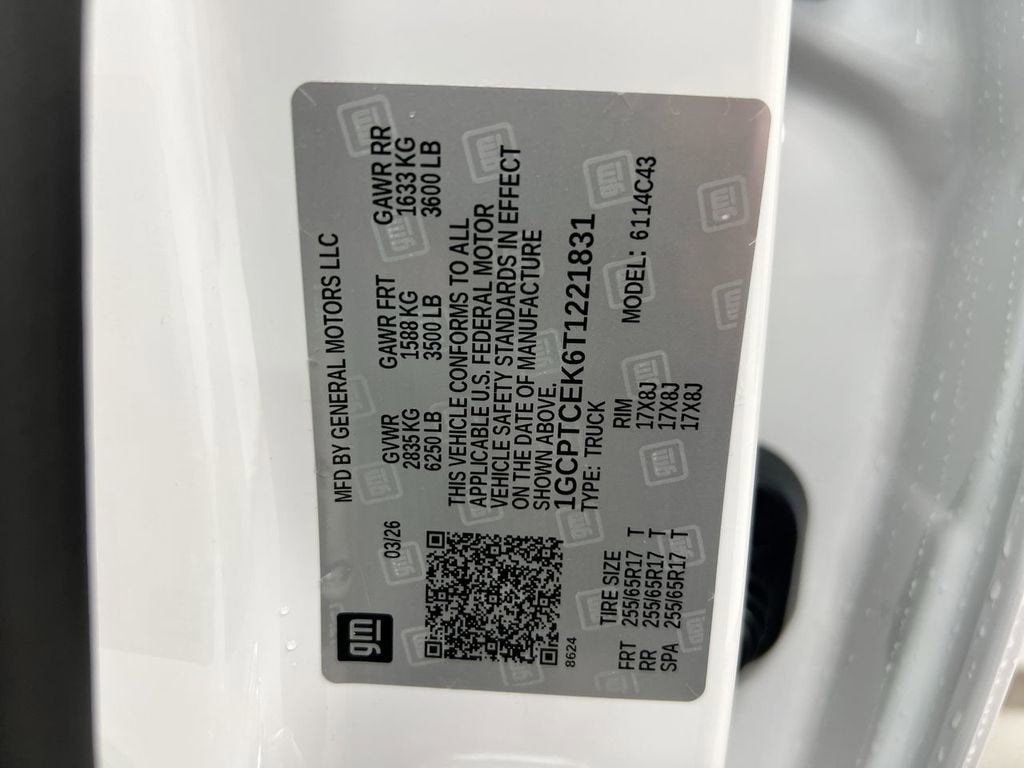 gm
MFD BY GENERAL MOTORS LLC
03/26
GVWR GAWR FRT GAWR RR
2835 KG 1588 KG 1633 KG
6250 LB 3500 LB 3600 LB
THIS VEHICLE CONFORMS TO ALL
APPLICABLE U.S. FEDERAL MOTOR
VEHICLE SAFETY STANDARDS IN EFFECT
ON THE DATE OF MANUFACTURE
SHOWN ABOVE.
1GCPTCEK6T1221831
8624
TYPE: TRUCK MODEL: 6114C43
TIRE SIZE RIM
FRT 255/65R17 T 17X8J
RR 255/65R17 T 17X8J
SPA 255/65R17 T 17X8J